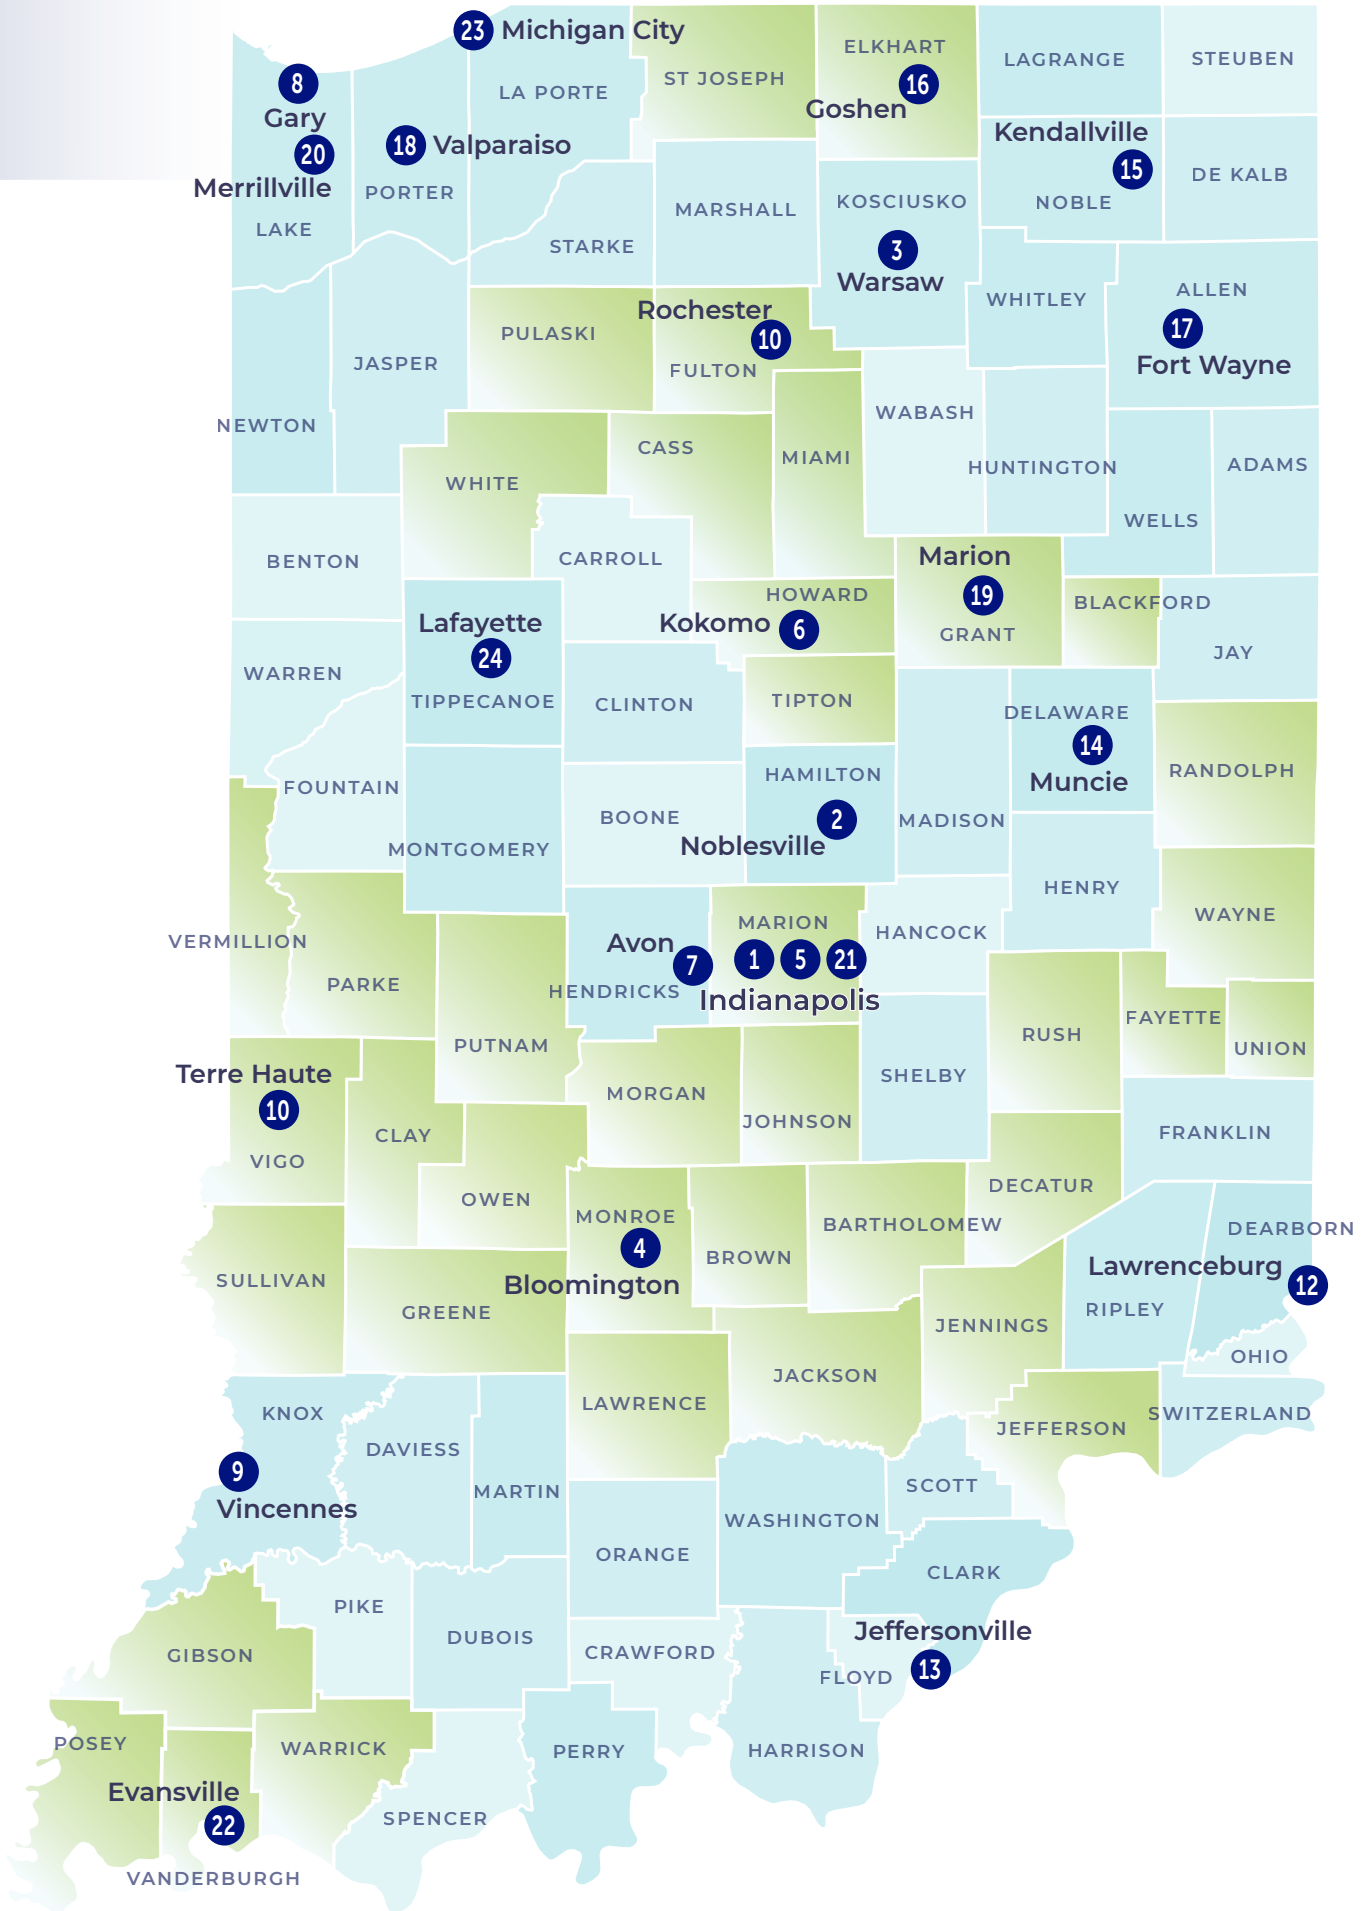 23 Michigan City
ELKHART
LAGRANGE
STEUBEN
ST JOSEPH
8
LA PORTE
16
Gary
Goshen
Kendallville
20
18 Valparaiso
15
DE KALB
Merrillville
PORTER
KOSCIUSKO
NOBLE
MARSHALL
LAKE
STARKE
3
Warsaw
ALLEN
WHITLEY
Rochester
17
PULASKI
10
JASPER
FULTON
Fort Wayne
NEWTON
WABASH
CASS
MIAMI
HUNTINGTON
ADAMS
WHITE
WELLS
BENTON
CARROLL
Marion
HOWARD
19
BLACKFORD
Lafayette
Kokomo 6
GRANT
24
JAY
WARREN
TIPPECANOE
CLINTON
TIPTON
DELAWARE
14
RANDOLPH
HAMILTON
Muncie
FOUNTAIN
BOONE
2
MADISON
Noblesville
MONTGOMERY
HENRY
MARION
WAYNE
VERMILLION
Avon
HANCOCK
7
1 5 21
PARKE
HENDRICKS
Indianapolis
FAYETTE
PUTNAM
RUSH
UNION
Terre Haute
SHELBY
10
MORGAN
JOHNSON
CLAY
FRANKLIN
VIGO
DECATUR
OWEN
MONROE
BARTHOLOMEW
DEARBORN
4
BROWN
Lawrenceburg
SULLIVAN
Bloomington
12
GREENE
RIPLEY
JENNINGS
OHIO
JACKSON
KNOX
LAWRENCE
SWITZERLAND
JEFFERSON
DAVIESS
9
MARTIN
SCOTT
Vincennes
WASHINGTON
ORANGE
CLARK
PIKE
DUBOIS
Jeffersonville
GIBSON
CRAWFORD
FLOYD 13
POSEY
WARRICK
PERRY
HARRISON
Evansville
22
SPENCER
VANDERBURGH